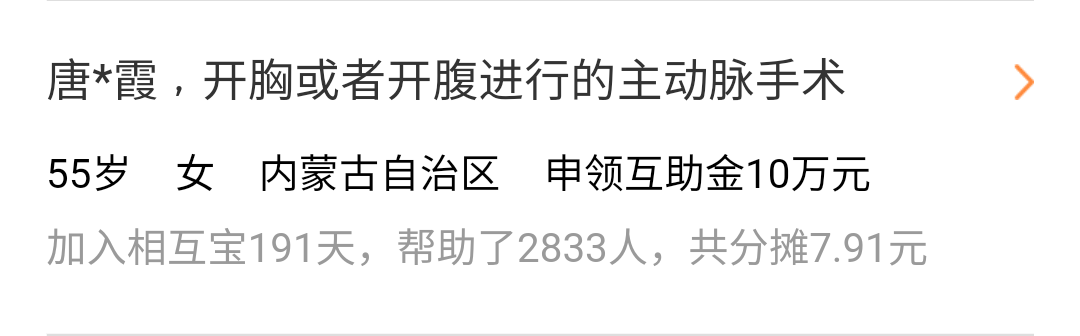 唐*霞，开胸或者开腹进行的主动脉手术
55岁 女 内蒙古自治区 申领互助金10万元
加入相互宝191天，帮助了2833人，共分摊7.91元